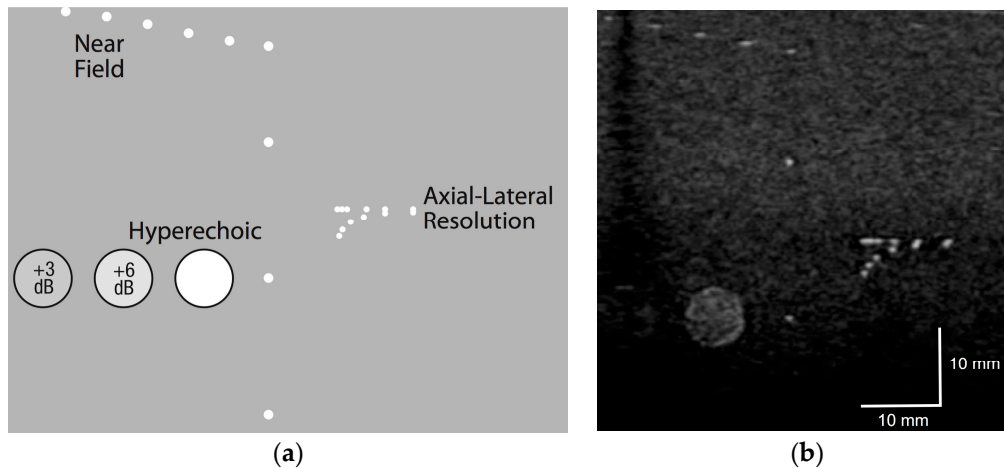 Near
Field
Axial-Lateral
Resolution
Hyperechoic
+3
dB
+6
dB
10 mm
10 mm
(a)
(b)